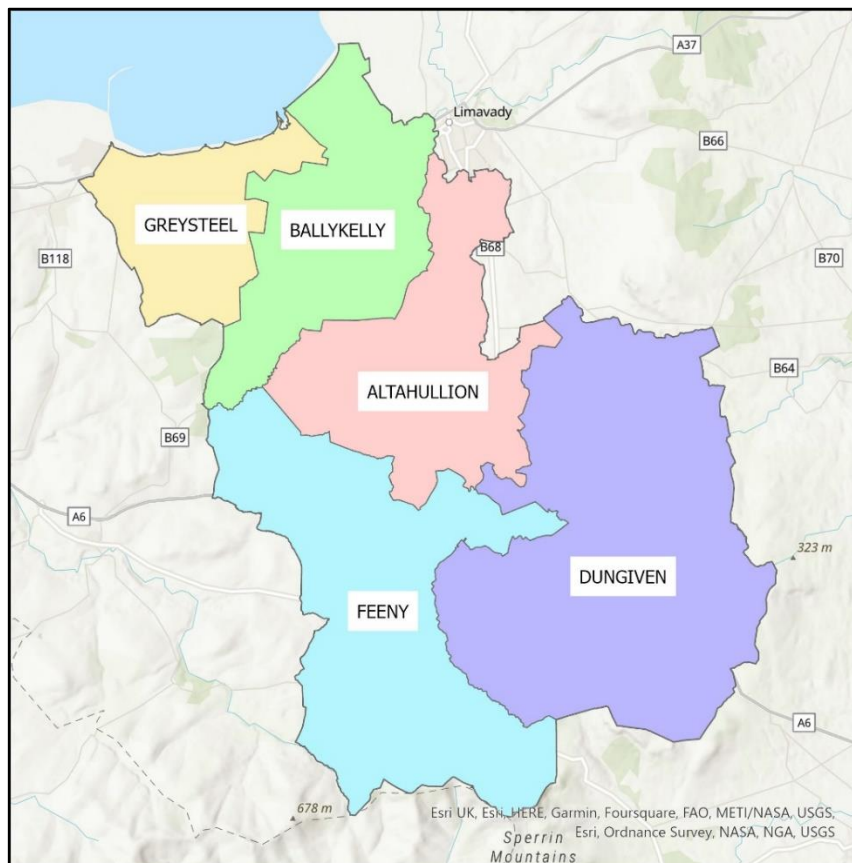 A37
Limavady
B66
GREYSTEEL
BALLYKELLY
B68
B118
B70
B64
ALTAHULLION
B69
A6
323 m
DUNGIVEN
FEENY
A6
678 m
Esri UK, Esri, HERE, Garmin, Foursquare, FAO, METI/NASA, USGS,
Esri, Ordnance Survey, NASA, NGA, USGS
Sperrin
Mountains